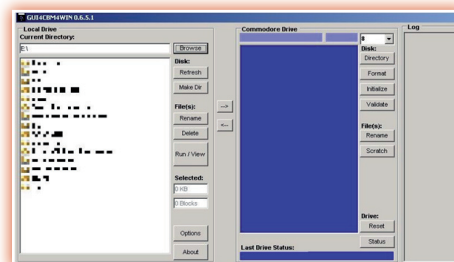 GUI4CBM4WIN 0.6.5.1
Local Drive
Current Directory:
E:\
Browse
Disk:
Refresh
Make Dir
File(s):
Rename
Delete
Run / View
Selected:
0 KB
0 Blocks
Options
About
-->
<--
Commodore Drive
8
Disk:
Directory
Format
Initialize
Validate
File(s):
Rename
Scratch
Drive:
Reset
Status
Last Drive Status:
Log